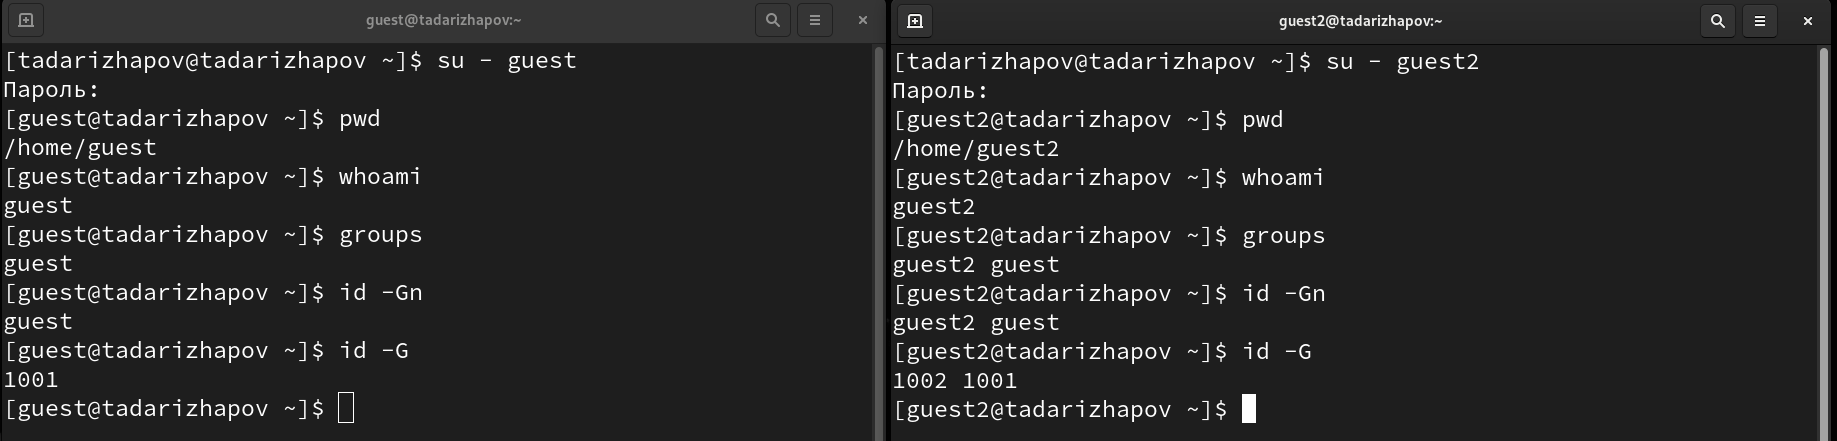 guest@tadarizhapov:~
[tadarizhapov@tadarizhapov ~]$ su - guest
Пароль:
[guest@tadarizhapov ~]$ pwd
/home/guest
[guest@tadarizhapov ~]$ whoami
guest
[guest@tadarizhapov ~]$ groups
guest
[guest@tadarizhapov ~]$ id -Gn
guest
[guest@tadarizhapov ~]$ id -G
1001
[guest@tadarizhapov ~]$
guest2@tadarizhapov:~
[tadarizhapov@tadarizhapov ~]$ su - guest2
Пароль:
[guest2@tadarizhapov ~]$ pwd
/home/guest2
[guest2@tadarizhapov ~]$ whoami
guest2
[guest2@tadarizhapov ~]$ groups
guest2 guest
[guest2@tadarizhapov ~]$ id -Gn
guest2 guest
[guest2@tadarizhapov ~]$ id -G
1002 1001
[guest2@tadarizhapov ~]$